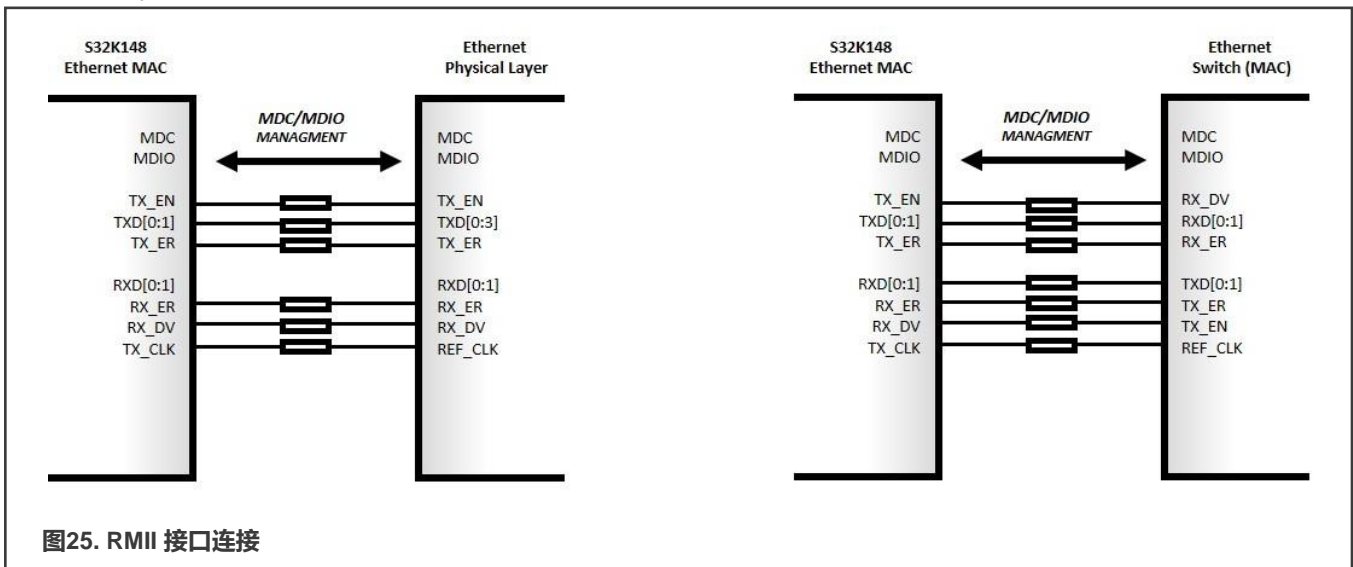 S32K148
Ethernet MAC
Ethernet
Physical Layer
MDC/MDIO
MANAGMENT
MDC
MDIO
TX_EN
TXD[0:1]
TX_ER
RXD[0:1]
RX_ER
RX_DV
TX_CLK
MDC
MDIO
TX_EN
TXD[0:3]
TX_ER
RXD[0:1]
RX_ER
RX_DV
REF_CLK
S32K148
Ethernet MAC
Ethernet
Switch (MAC)
MDC/MDIO
MANAGMENT
MDC
MDIO
TX_EN
TXD[0:1]
TX_ER
RXD[0:1]
RX_ER
RX_DV
TX_CLK
MDC
MDIO
RX_DV
RXD[0:1]
RX_ER
TXD[0:1]
TX_ER
TX_EN
REF_CLK
图25. RMII 接口连接